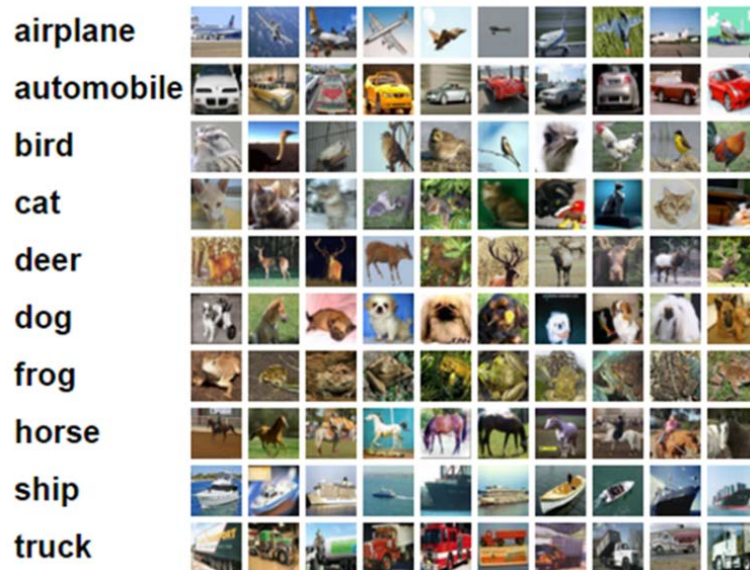 airplane
automobile
bird
cat
deer
dog
frog
horse
ship
truck